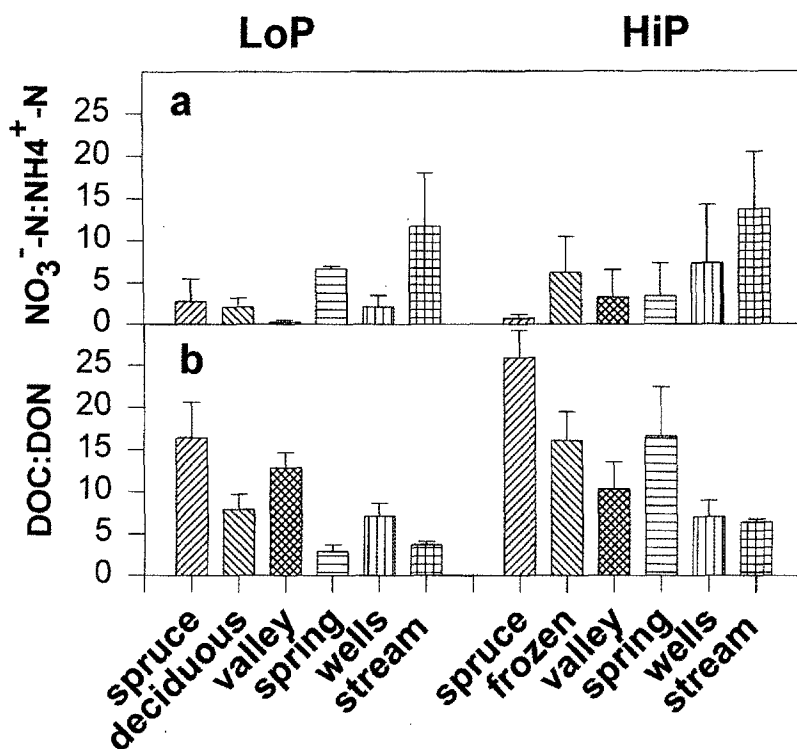 LoP HiP
a
NO3⁻-N:NH4⁺-N
25
20
15
10
5
0
b
DOC:DON
25
20
15
10
5
0
spruce
deciduous
valley
spring
wells
stream
spruce
frozen
valley
spring
wells
stream